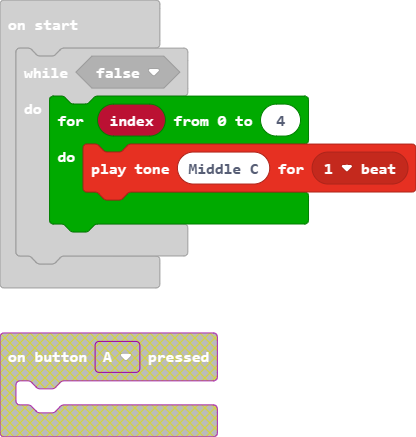 on start
while false
do
for index from 0 to 4
do
play tone Middle C for 1 beat
on button A pressed